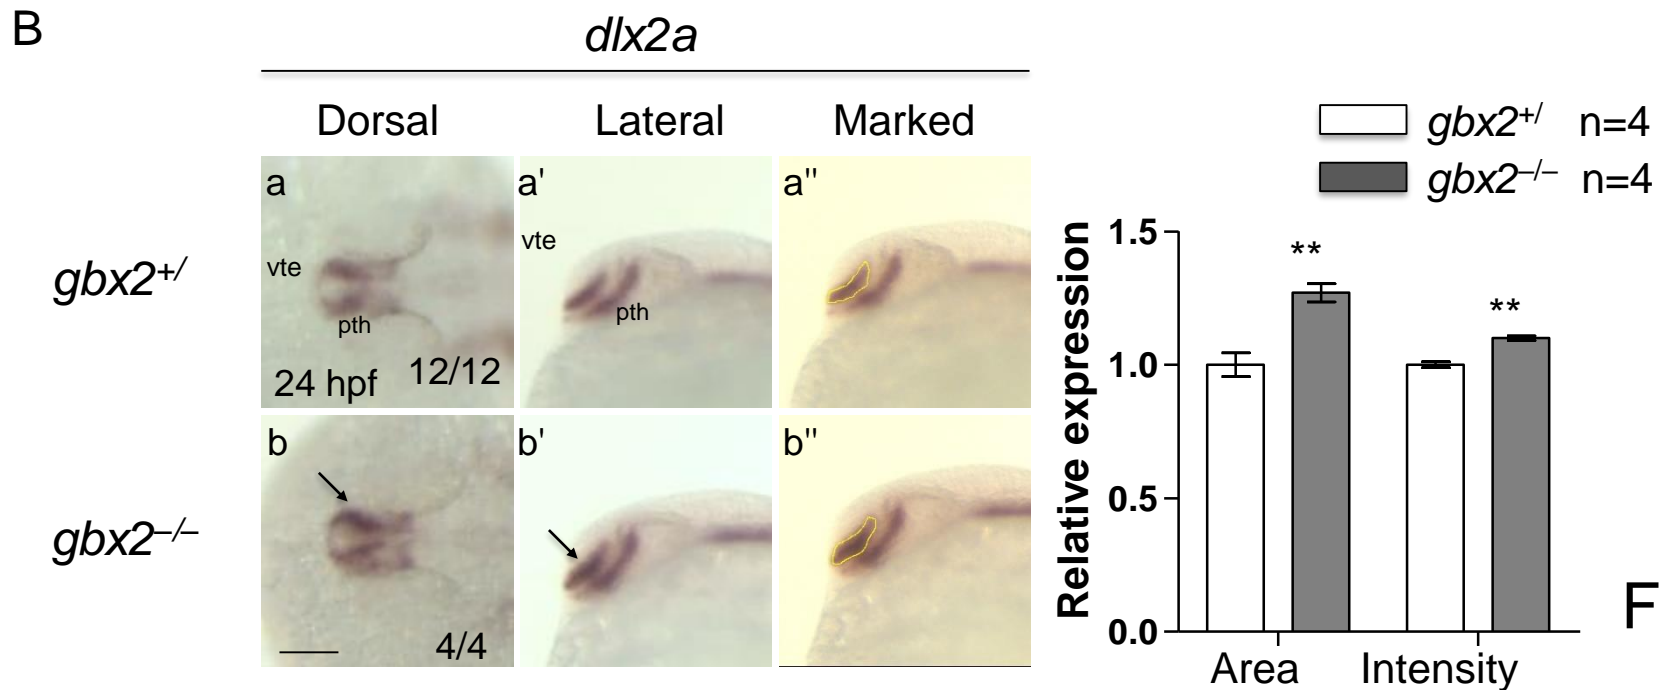 B
dlx2a
Dorsal Lateral Marked
gbx2+/ n=4
gbx2–/– n=4
gbx2+/
a
vte
pth
24 hpf
12/12
a'
vte
pth
a"
gbx2–/–
b
4/4
b'
b"
Relative expression
1.5
1.0
0.5
0.0
**
**
Area Intensity
F